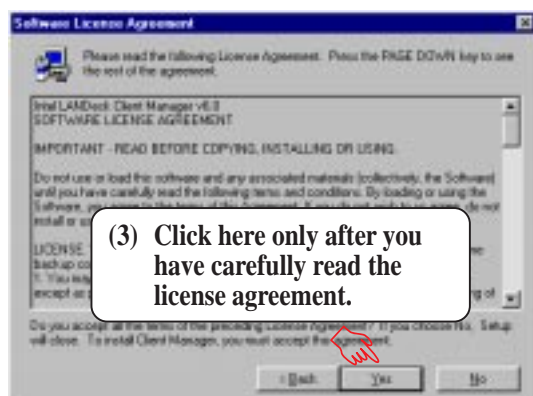 Software License Agreement
Please read the following License Agreement. Press the PAGE DOWN key to see
the rest of the agreement.
Intel LANDesk Client Manager v6.0
SOFTWARE LICENSE AGREEMENT
IMPORTANT - READ BEFORE COPYING, INSTALLING OR USING.
Do not use or load this software and any associated materials (collectively, the Software)
until you have carefully read the following terms and conditions. By loading or using the
Software, you agree to the terms of this Agreement. If you do not wish to so agree, do not
install or
LICENSE.
backup
1. You may
except as
of
(3) Click here only after you
have carefully read the
license agreement.
Do you accept all the terms of the preceding License Agreement? If you choose No, Setup
will close. To install Client Manager, you must accept this agreement.
< Back
Yes
No